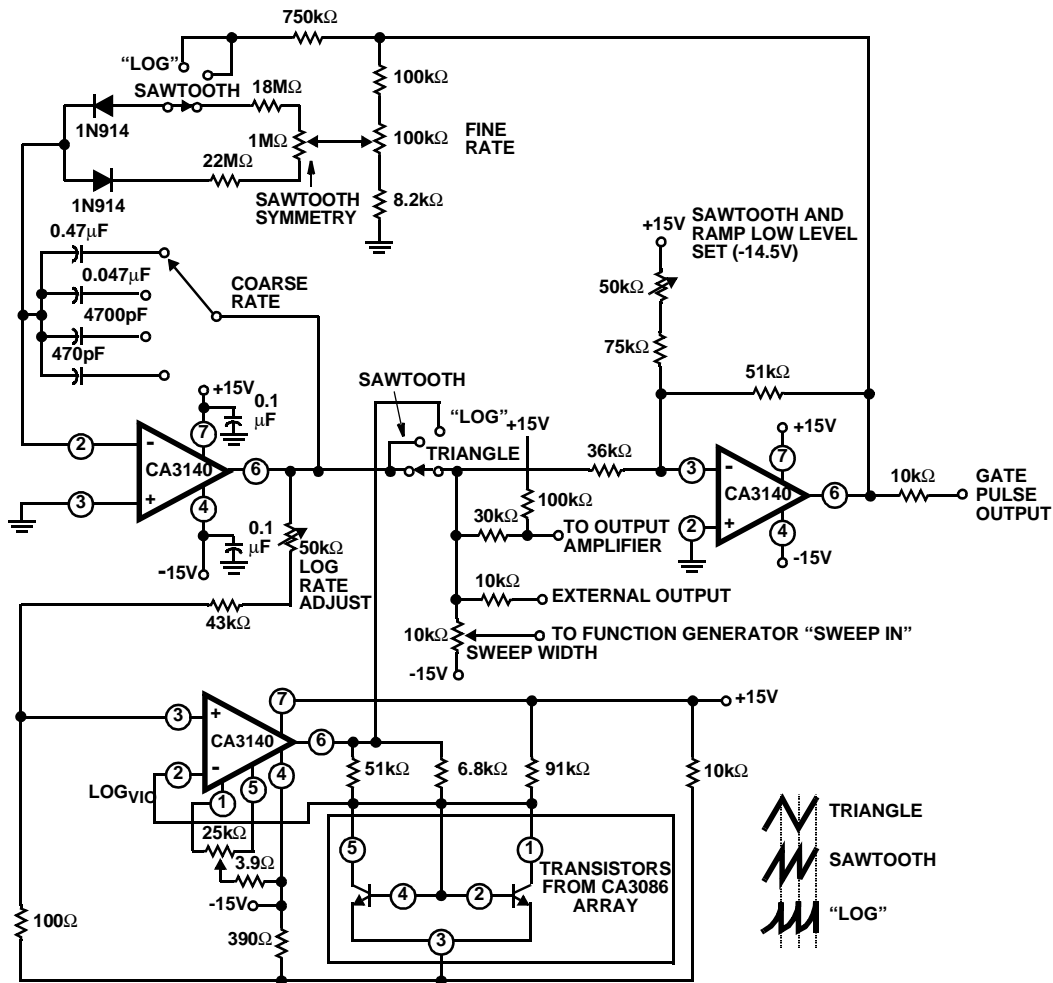 750kΩ
“LOG”
SAWTOOTH
18MΩ
100kΩ
1N914
1MΩ
100kΩ
FINE
RATE
22MΩ
1N914
SAWTOOTH
SYMMETRY
8.2kΩ
0.47µF
0.047µF
4700pF
470pF
COARSE
RATE
+15V
SAWTOOTH AND
RAMP LOW LEVEL
SET (-14.5V)
50kΩ
75kΩ
51kΩ
+15V
0.1
µF
SAWTOOTH
“LOG”
+15V
TRIANGLE
36kΩ
2
-
7
CA3140
6
3
+
4
0.1
µF
-15V
50kΩ
LOG
RATE
ADJUST
43kΩ
100kΩ
30kΩ
TO OUTPUT
AMPLIFIER
10kΩ
EXTERNAL OUTPUT
10kΩ
TO FUNCTION GENERATOR “SWEEP IN”
SWEEP WIDTH
-15V
+15V
3
-
7
CA3140
6
2
+
4
-15V
10kΩ
GATE
PULSE
OUTPUT
7
+15V
3
+
CA3140
6
2
-
4
5
1
LOGVIO
25kΩ
3.9Ω
-15V
390Ω
100Ω
51kΩ
6.8kΩ
91kΩ
10kΩ
5
1
TRANSISTORS
FROM CA3086
ARRAY
4
2
3
TRIANGLE
SAWTOOTH
“LOG”